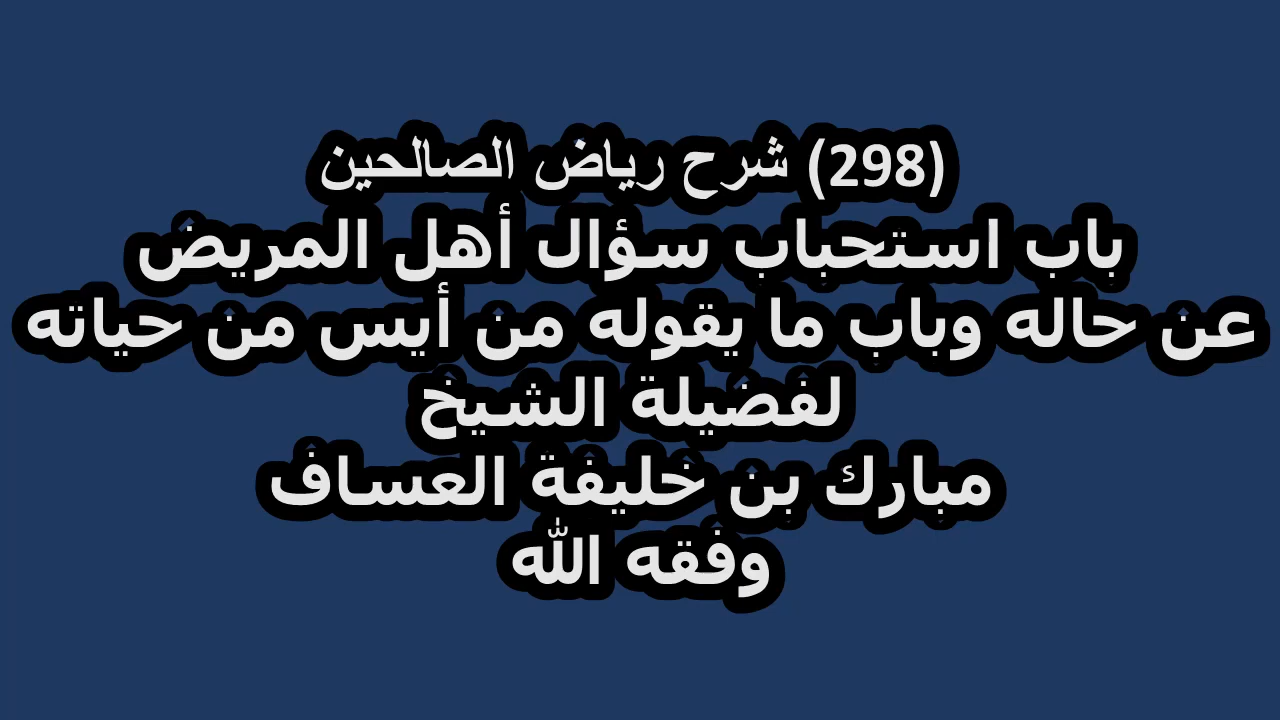 (298) شرح رياض الصالحين
باب استحباب سؤال أهل المريض
عن حاله وباب ما يقوله من أيس من حياته
لفضيلة الشيخ
مبارك بن خليفة العساف
وفقه الله